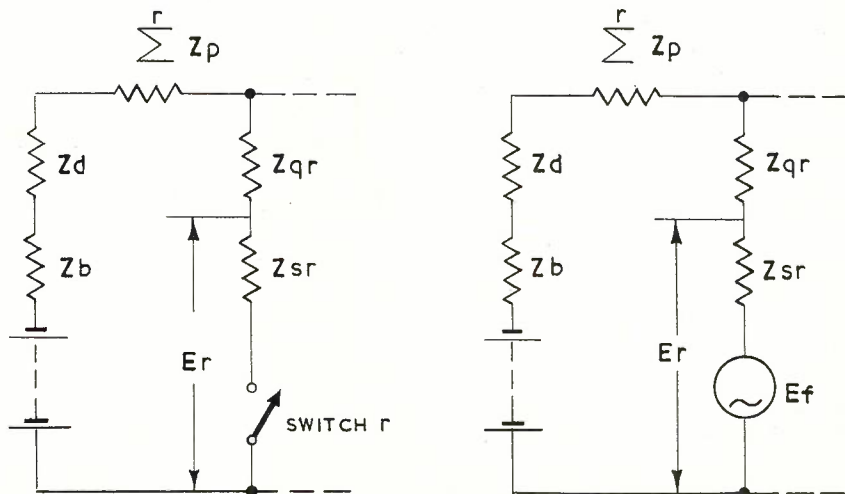 r
Σ Zp
Zd
Zqr
Zb
Zsr
Er
SWITCH r
r
Σ Zp
Zd
Zqr
Zb
Zsr
Er
Ef